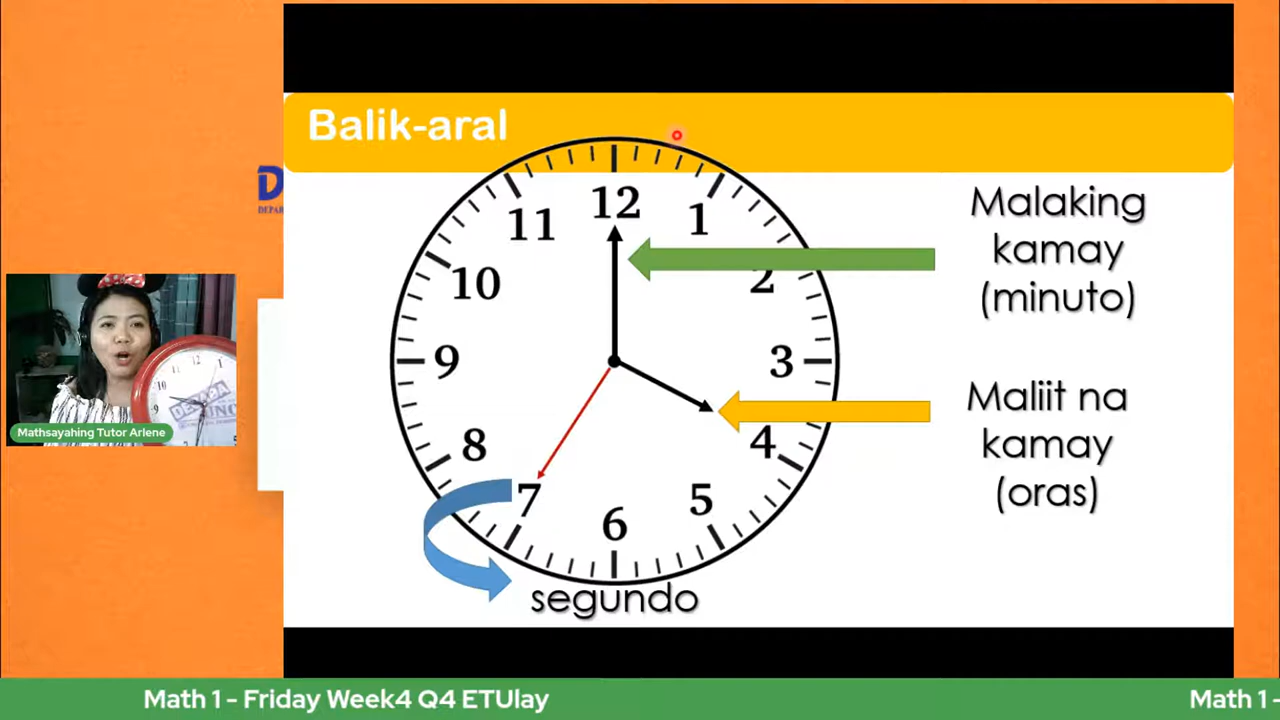 Balik-aral
12
1
2
3
4
5
6
7
8
9
10
11
Malaking
kamay
(minuto)
Maliit na
kamay
(oras)
segundo
D
DEPAR
Mathsayahing Tutor Arlene
Math 1 - Friday Week4 Q4 ETUlay
Math 1 -